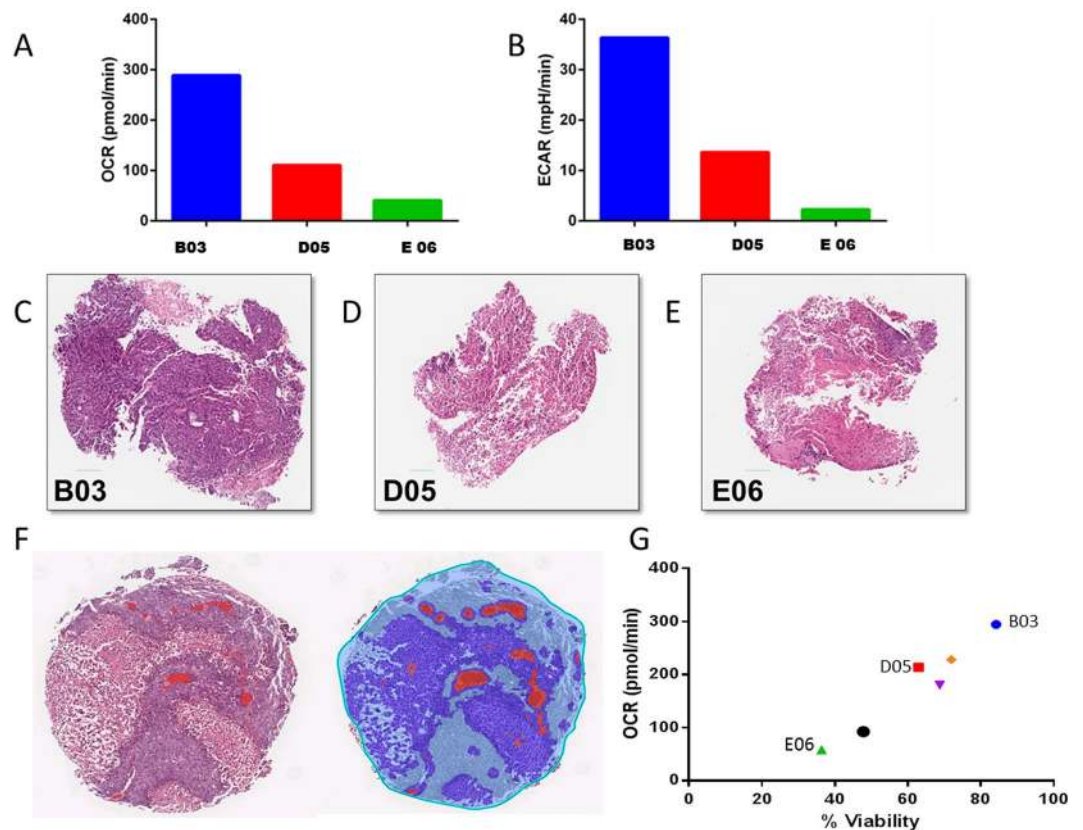 A
OCR (pmol/min)
400
300
200
100
0
B03
D05
E 06
B
ECAR (mpH/min)
40
30
20
10
0
B03
D05
E 06
C
B03
D
D05
E
E06
F
G
OCR (pmol/min)
400
300
200
100
0
B03
D05
E06
0
20
40
60
80
100
% Viability